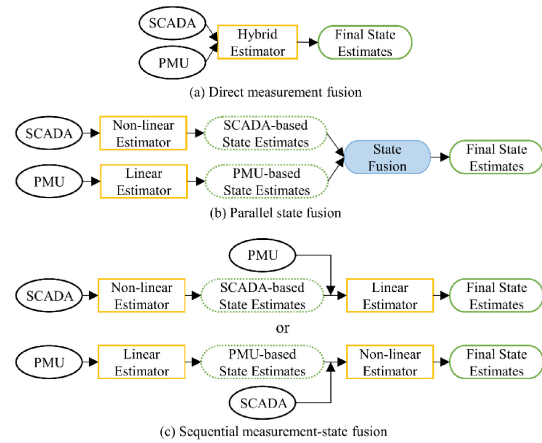 SCADA
PMU
Hybrid
Estimator
Final State
Estimates
(a) Direct measurement fusion
SCADA
Non-linear
Estimator
SCADA-based
State Estimates
PMU
Linear
Estimator
PMU-based
State Estimates
State
Fusion
Final State
Estimates
(b) Parallel state fusion
PMU
SCADA
Non-linear
Estimator
SCADA-based
State Estimates
Linear
Estimator
Final State
Estimates
or
PMU
Linear
Estimator
PMU-based
State Estimates
Non-linear
Estimator
Final State
Estimates
SCADA
(c) Sequential measurement-state fusion